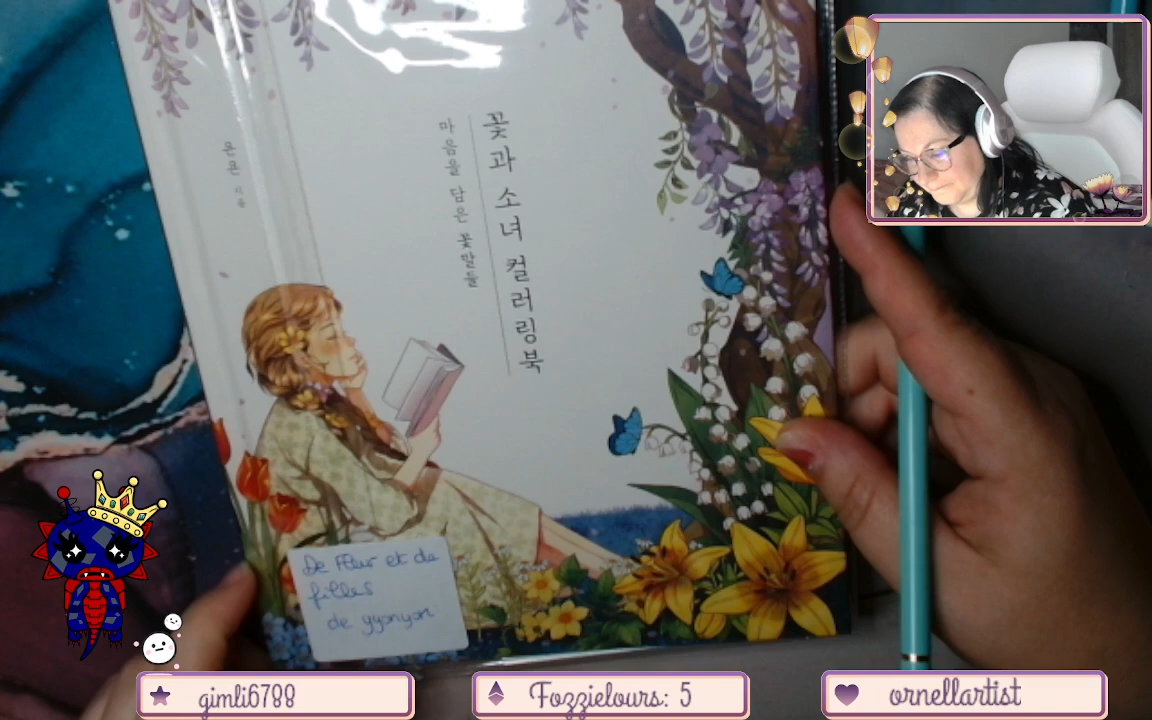 꽃과 소녀 컬러링북
마음을 담은 꽃말들
De Fleur et de
filles
de yyonyon
gimli6788
Fozzielours: 5
ornellartist